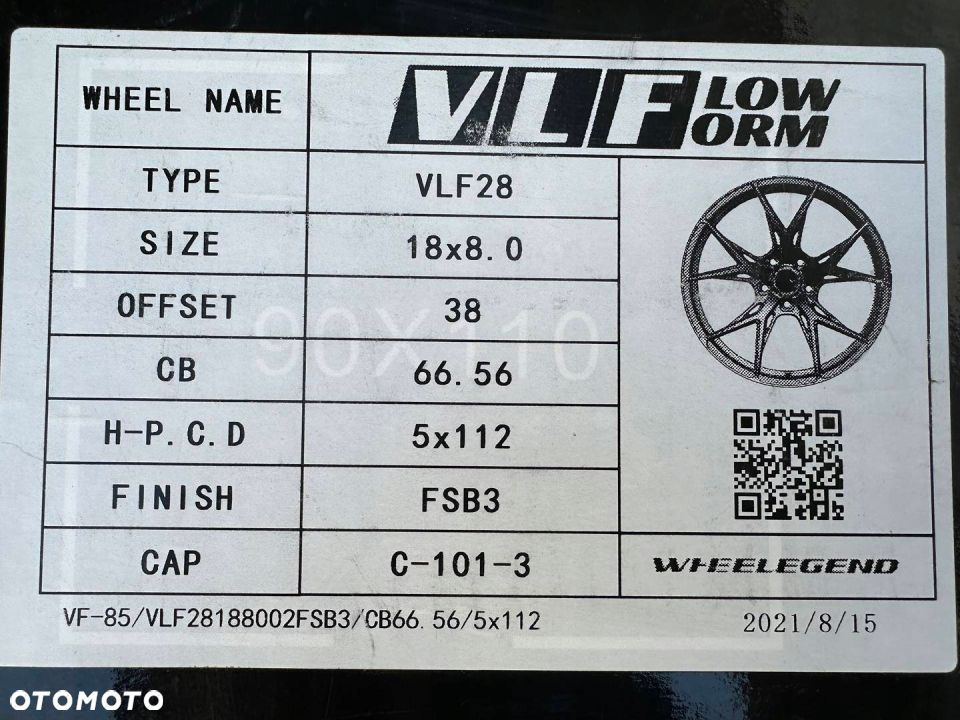 WHEEL NAME
VLF LOW FORM
TYPE VLF28
SIZE 18x8.0
OFFSET 38
90X110
CB 66.56
H-P.C.D 5x112
FINISH FSB3
CAP C-101-3
WHEELEGEND
VF-85/VLF28188002FSB3/CB66.56/5x112 2021/8/15
OTOMOTO